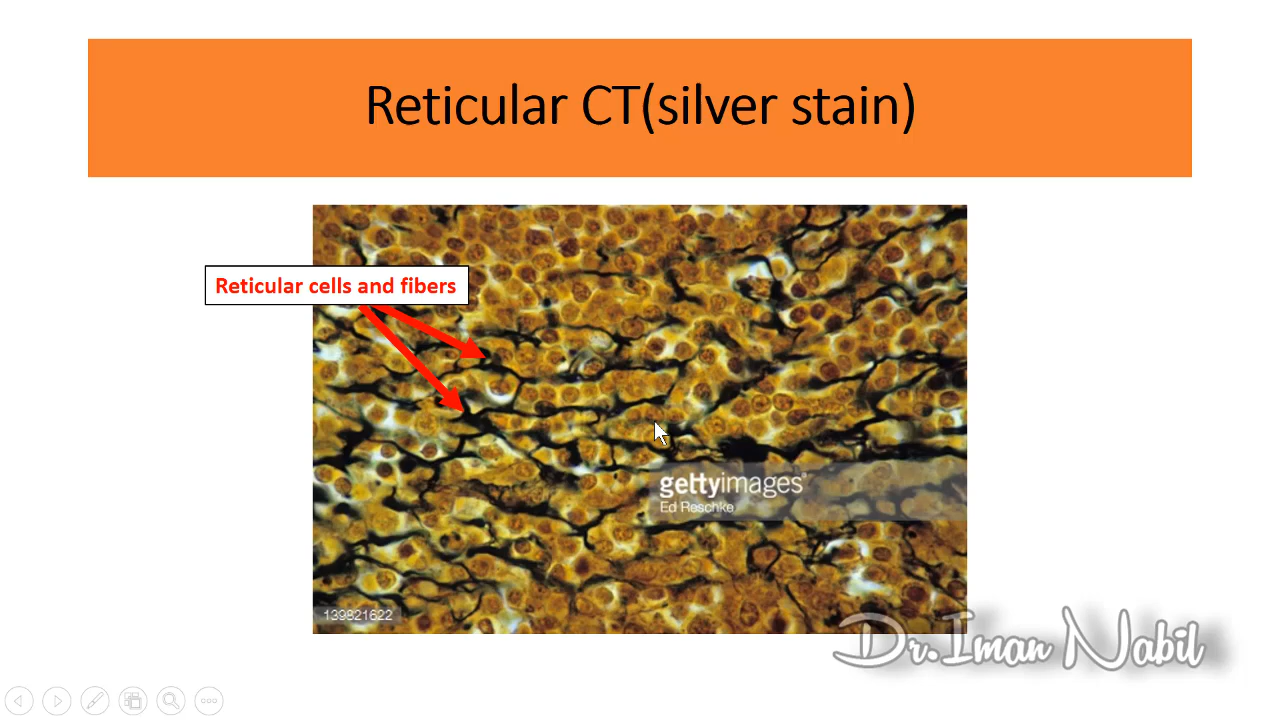 Reticular CT(silver stain)
Reticular cells and fibers
gettyimages
Ed Reschke
139821622
Dr.Iman Nabil